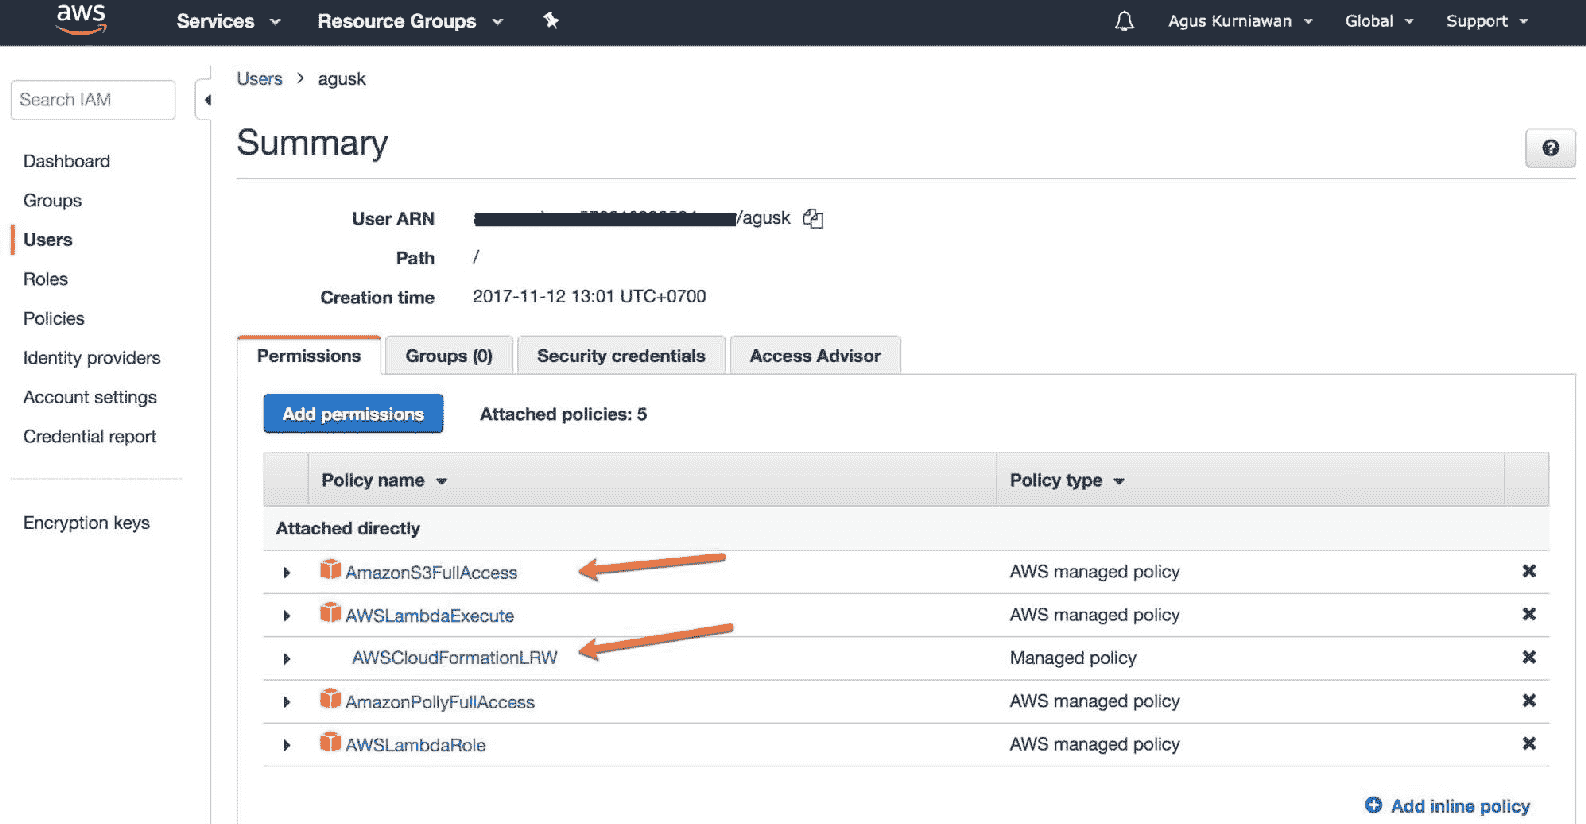 aws Services Resource Groups Agus Kurniawan Global Support
Search IAM
Dashboard
Groups
Users
Roles
Policies
Identity providers
Account settings
Credential report
Encryption keys
Users > agusk
Summary
User ARN /agusk
Path /
Creation time 2017-11-12 13:01 UTC+0700
Permissions Groups (0) Security credentials Access Advisor
Add permissions Attached policies: 5
Policy name Policy type
Attached directly
AmazonS3FullAccess AWS managed policy
AWSLambdaExecute AWS managed policy
AWSCloudFormationLRW Managed policy
AmazonPollyFullAccess AWS managed policy
AWSLambdaRole AWS managed policy
Add inline policy